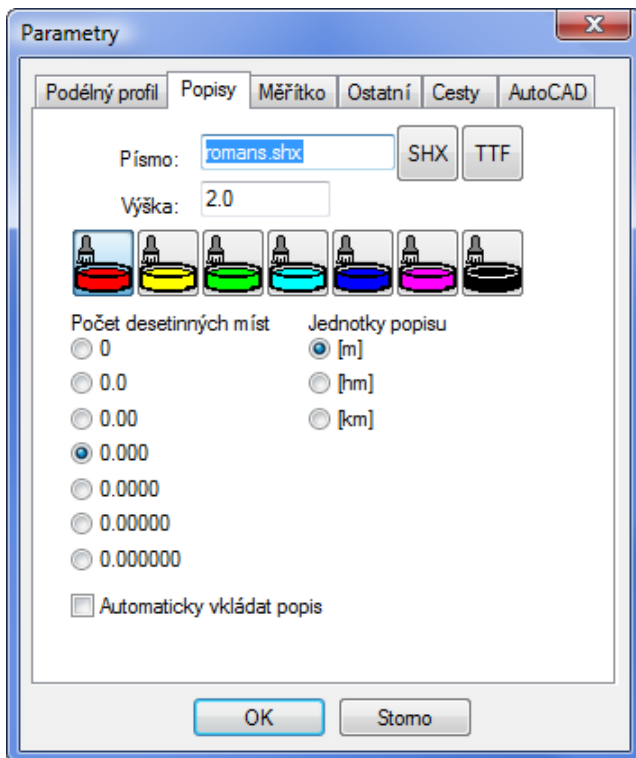 Parametry
Podélný profil Popisy Měřítko Ostatní Cesty AutoCAD
Písmo: romans.shx SHX TTF
Výška: 2.0
Počet desetinných míst Jednotky popisu
0 [m]
0.0 [hm]
0.00 [km]
0.000
0.0000
0.00000
0.000000
Automaticky vkládat popis
OK Storno